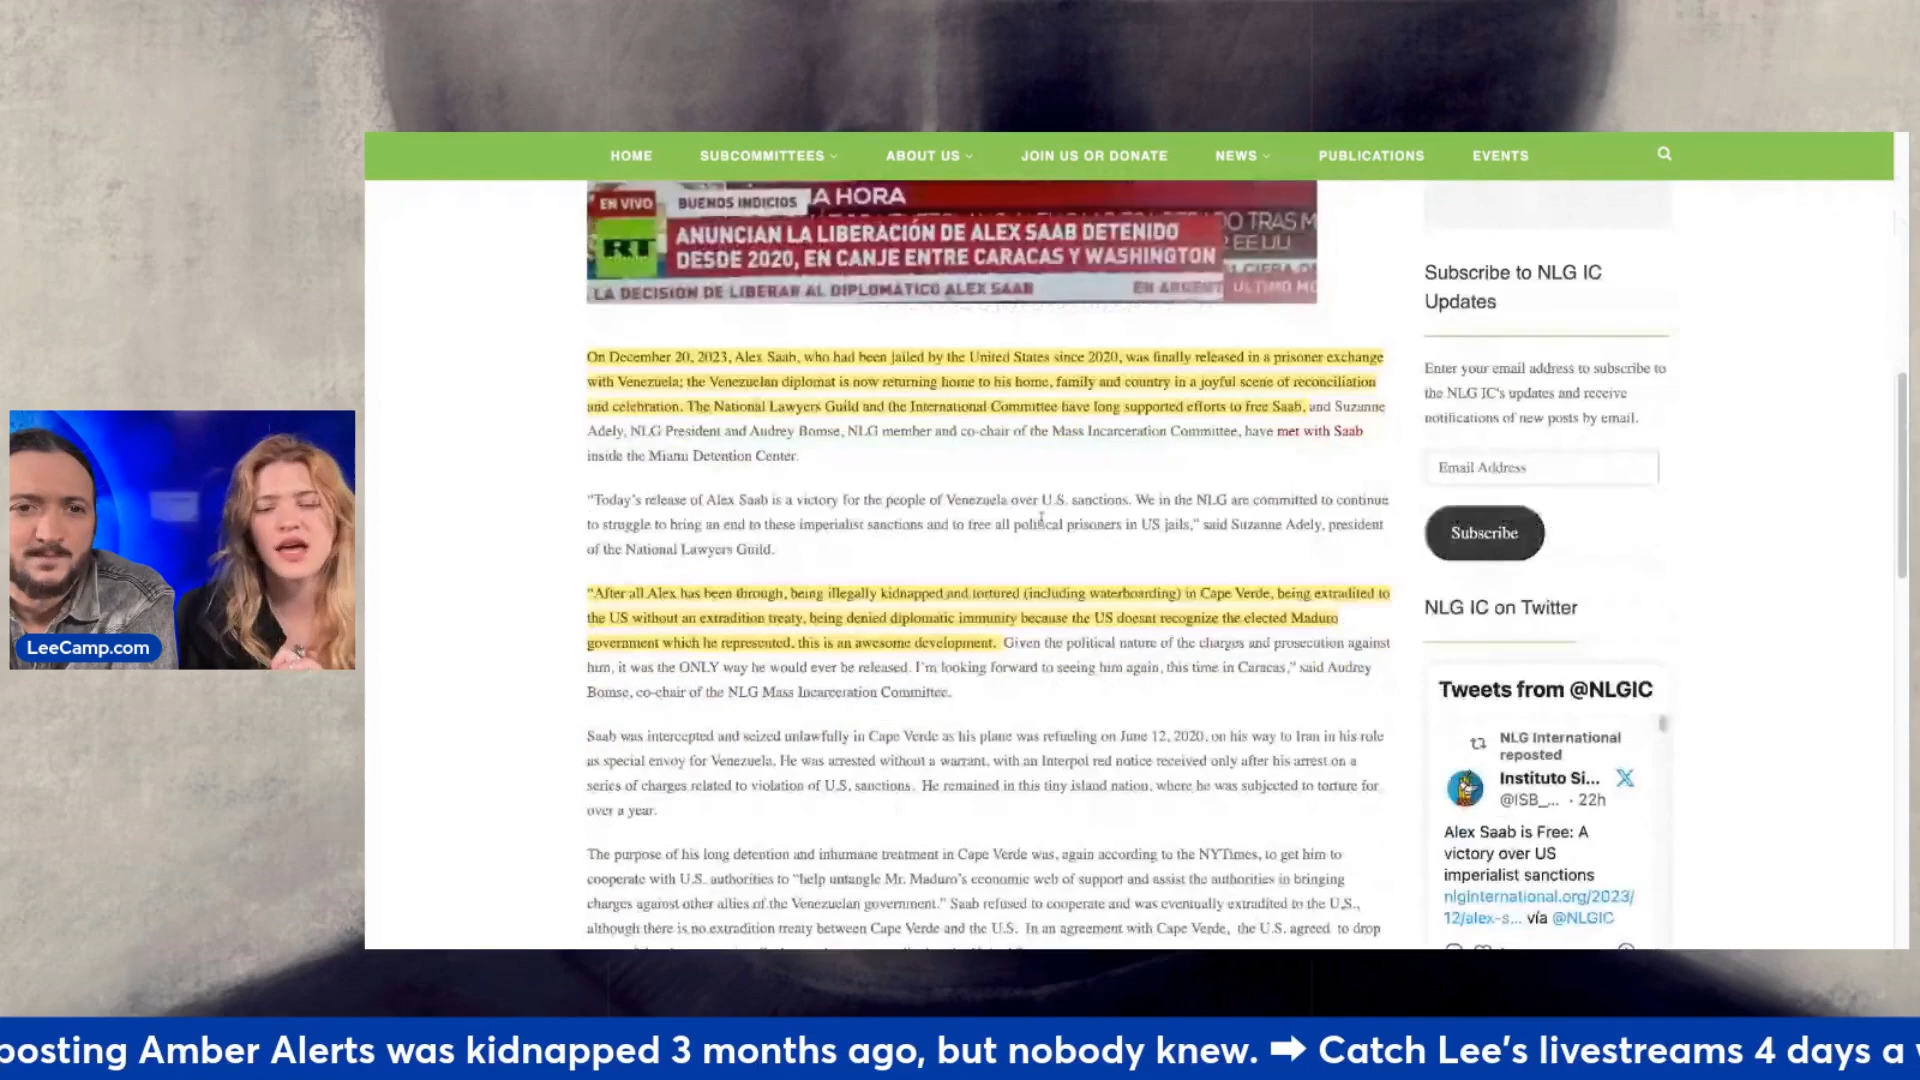 HOME SUBCOMMITTEES ABOUT US JOIN US OR DONATE NEWS PUBLICATIONS EVENTS
A HORA
EN VIVO BUENOS INDICIOS
RT
ANUNCIAN LA LIBERACIÓN DE ALEX SAAB DETENIDO
DESDE 2020, EN CANJE ENTRE CARACAS Y WASHINGTON
DO TRAS M
EE UU
LA DECISIÓN DE LIBERAR AL DIPLOMÁTICO ALEX SAAB
EN ARGENT
ÚLTIMO MO
On December 20, 2023, Alex Saab, who had been jailed by the United States since 2020, was finally released in a prisoner exchange
with Venezuela; the Venezuelan diplomat is now returning home to his home, family and country in a joyful scene of reconciliation
and celebration. The National Lawyers Guild and the International Committee have long supported efforts to free Saab, and Suzanne
Adely, NLG President and Audrey Bomse, NLG member and co-chair of the Mass Incarceration Committee, have met with Saab
inside the Miami Detention Center.
"Today's release of Alex Saab is a victory for the people of Venezuela over U.S. sanctions. We in the NLG are committed to continue
to struggle to bring an end to these imperialist sanctions and to free all political prisoners in US jails," said Suzanne Adely, president
of the National Lawyers Guild.
"After all Alex has been through, being illegally kidnapped and tortured (including waterboarding) in Cape Verde, being extradited to
the US without an extradition treaty, being denied diplomatic immunity because the US doesnt recognize the elected Maduro
government which he represented, this is an awesome development. Given the political nature of the charges and prosecution against
him, it was the ONLY way he would ever be released. I'm looking forward to seeing him again, this time in Caracas," said Audrey
Bomse, co-chair of the NLG Mass Incarceration Committee.
Saab was intercepted and seized unlawfully in Cape Verde as his plane was refueling on June 12, 2020, on his way to Iran in his role
as special envoy for Venezuela. He was arrested without a warrant, with an Interpol red notice received only after his arrest on a
series of charges related to violation of U.S. sanctions. He remained in this tiny island nation, where he was subjected to torture for
over a year.
The purpose of his long detention and inhumane treatment in Cape Verde was, again according to the NYTimes, to get him to
cooperate with U.S. authorities to "help untangle Mr. Maduro's economic web of support and assist the authorities in bringing
charges against other allies of the Venezuelan government." Saab refused to cooperate and was eventually extradited to the U.S.,
although there is no extradition treaty between Cape Verde and the U.S. In an agreement with Cape Verde, the U.S. agreed to drop
Subscribe to NLG IC
Updates
Enter your email address to subscribe to
the NLG IC's updates and receive
notifications of new posts by email.
Email Address
Subscribe
NLG IC on Twitter
Tweets from @NLGIC
NLG International
reposted
Instituto Si...
@ISB_... · 22h
Alex Saab is Free: A
victory over US
imperialist sanctions
nlginternational.org/2023/
12/alex-s... vía @NLGIC
LeeCamp.com
posting Amber Alerts was kidnapped 3 months ago, but nobody knew. ➡ Catch Lee's livestreams 4 days a w